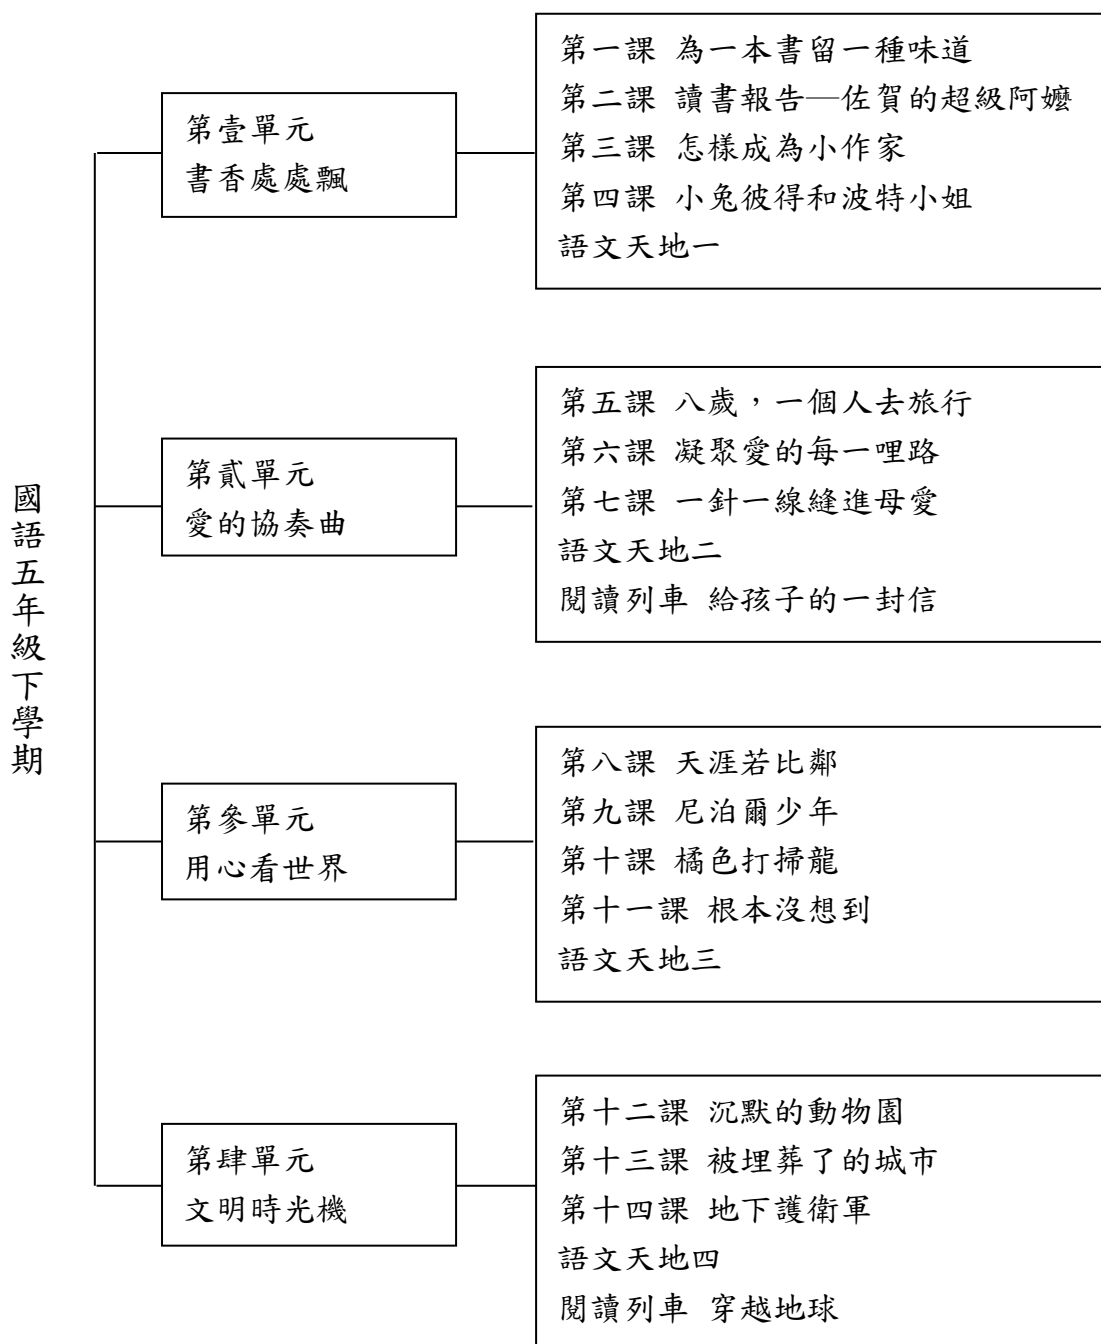 國語五年級下學期
第壹單元
書香處處飄
第一課 為一本書留一種味道
第二課 讀書報告—佐賀的超級阿嬤
第三課 怎樣成為小作家
第四課 小兔彼得和波特小姐
語文天地一
第貳單元
愛的協奏曲
第五課 八歲，一個人去旅行
第六課 凝聚愛的每一哩路
第七課 一針一線縫進母愛
語文天地二
閱讀列車 給孩子的一封信
第參單元
用心看世界
第八課 天涯若比鄰
第九課 尼泊爾少年
第十課 橘色打掃龍
第十一課 根本沒想到
語文天地三
第肆單元
文明時光機
第十二課 沉默的動物園
第十三課 被埋葬了的城市
第十四課 地下護衛軍
語文天地四
閱讀列車 穿越地球